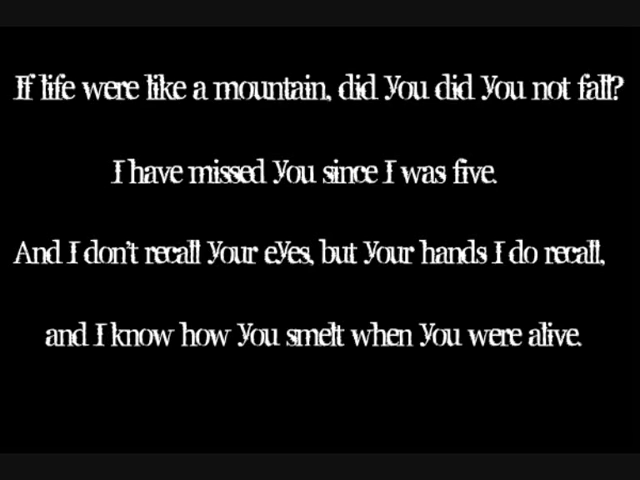 If life were like a mountain, did You did You not fall?
I have missed You since I was five.
And I don't recall Your eYes, but Your hands I do recall,
and I know how You smelt when You were alive.